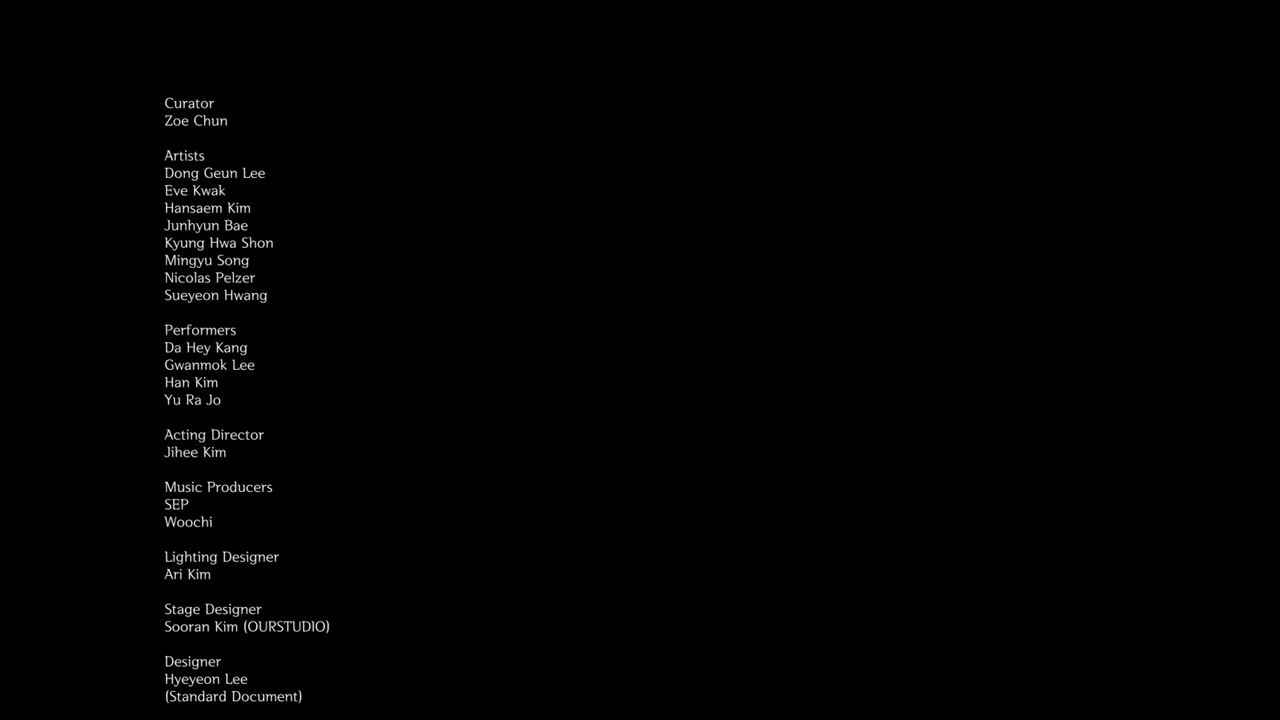 Curator
Zoe Chun
Artists
Dong Geun Lee
Eve Kwak
Hansaem Kim
Junhyun Bae
Kyung Hwa Shon
Mingyu Song
Nicolas Pelzer
Sueyeon Hwang
Performers
Da Hey Kang
Gwanmok Lee
Han Kim
Yu Ra Jo
Acting Director
Jihee Kim
Music Producers
SEP
Woochi
Lighting Designer
Ari Kim
Stage Designer
Sooran Kim (OURSTUDIO)
Designer
Hyeyeon Lee
(Standard Document)